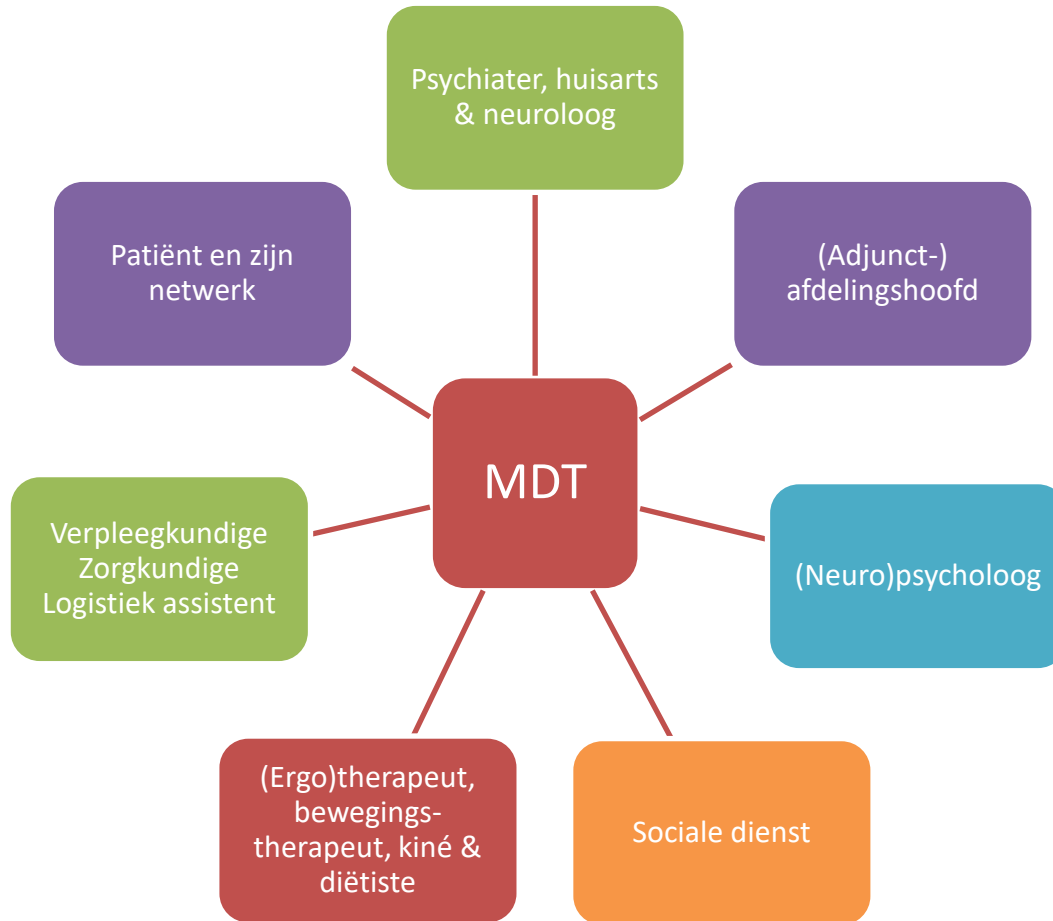 Psychiater, huisarts
& neuroloog
Patiënt en zijn
netwerk
(Adjunct-)
afdelingshoofd
MDT
Verpleegkundige
Zorgkundige
Logistiek assistent
(Neuro)psycholoog
(Ergo)therapeut,
bewegings-
therapeut, kiné &
diëtiste
Sociale dienst